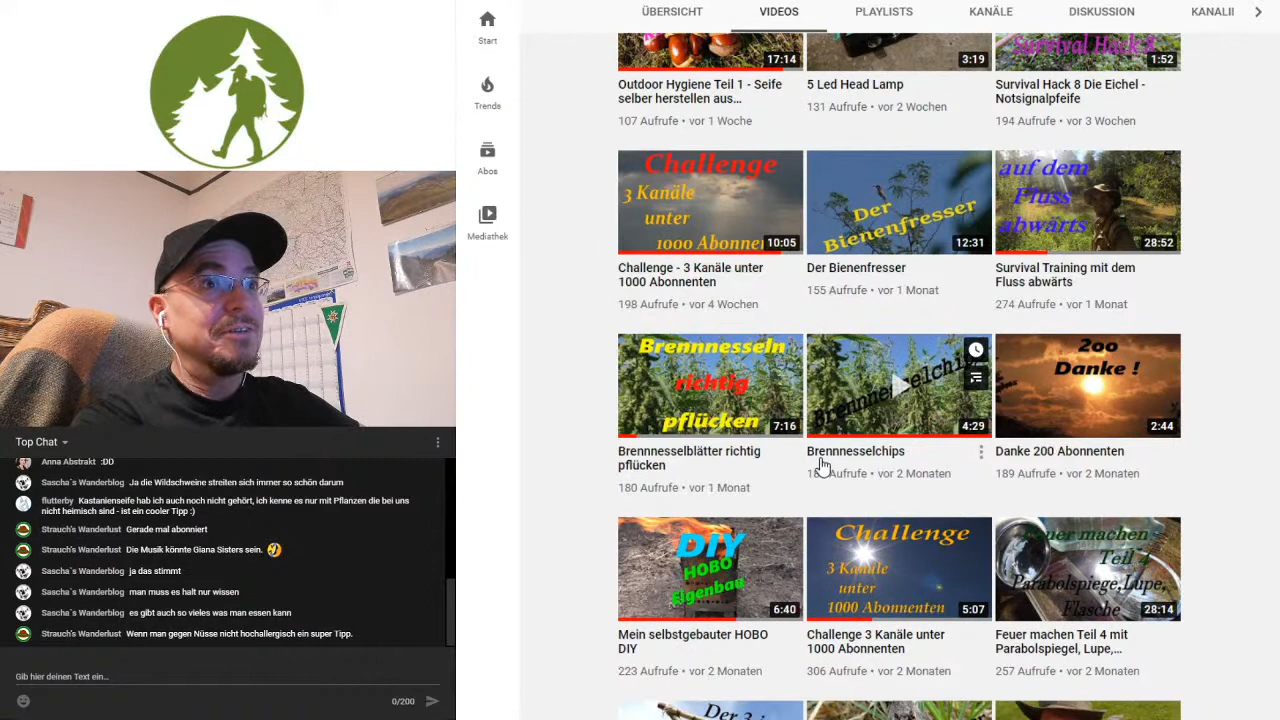 Start
Trends
Abos
Mediathek
ÜBERSICHT
VIDEOS
PLAYLISTS
KANÄLE
DISKUSSION
KANALI
17:14
Outdoor Hygiene Teil 1 - Seife
selber herstellen aus…
107 Aufrufe • vor 1 Woche
3:19
5 Led Head Lamp
131 Aufrufe • vor 2 Wochen
Survival Hack 8
1:52
Survival Hack 8 Die Eichel -
Notsignalpfeife
194 Aufrufe • vor 3 Wochen
Challenge
3 Kanäle
unter
1000 Abonnen
10:05
Challenge - 3 Kanäle unter
1000 Abonnenten
198 Aufrufe • vor 4 Wochen
Der
Bienenfresser
12:31
Der Bienenfresser
155 Aufrufe • vor 1 Monat
auf dem
Fluss
abwärts
28:52
Survival Training mit dem
Fluss abwärts
274 Aufrufe • vor 1 Monat
Brennnesseln
richtig
pflücken
7:16
Brennnesselblätter richtig
pflücken
180 Aufrufe • vor 1 Monat
Brennnesselchip
4:29
Brennnesselchips
Aufrufe • vor 2 Monaten
2oo
Danke !
2:44
Danke 200 Abonnenten
189 Aufrufe • vor 2 Monaten
DIY
HOBO
Eigenbau
6:40
Mein selbstgebauter HOBO
DIY
223 Aufrufe • vor 2 Monaten
Challenge
3 Kanäle
unter
1000 Abonnenten
5:07
Challenge 3 Kanäle unter
1000 Abonnenten
306 Aufrufe • vor 2 Monaten
Feuer machen -
Teil
Parabolspiege,Lupe,
Flasche
28:14
Feuer machen Teil 4 mit
Parabolspiegel, Lupe,…
257 Aufrufe • vor 2 Monaten
Der 3
Top Chat
Anna Abstrakt :DD
Sascha`s Wanderblog Ja die Wildschweine streiten sich immer so schön darum
flutterby Kastanienseife hab ich auch noch nicht gehört, ich kenne es nur mit Pflanzen die bei uns
nicht heimisch sind - ist ein cooler Tipp :)
Strauch's Wanderlust Gerade mal abonniert
Strauch's Wanderlust Die Musik könnte Giana Sisters sein.
Sascha`s Wanderblog ja das stimmt
Sascha`s Wanderblog man muss es halt nur wissen
Sascha`s Wanderblog es gibt auch so vieles was man essen kann
Strauch's Wanderlust Wenn man gegen Nüsse nicht hochallergisch ein super Tipp.
Gib hier deinen Text ein…
0/200